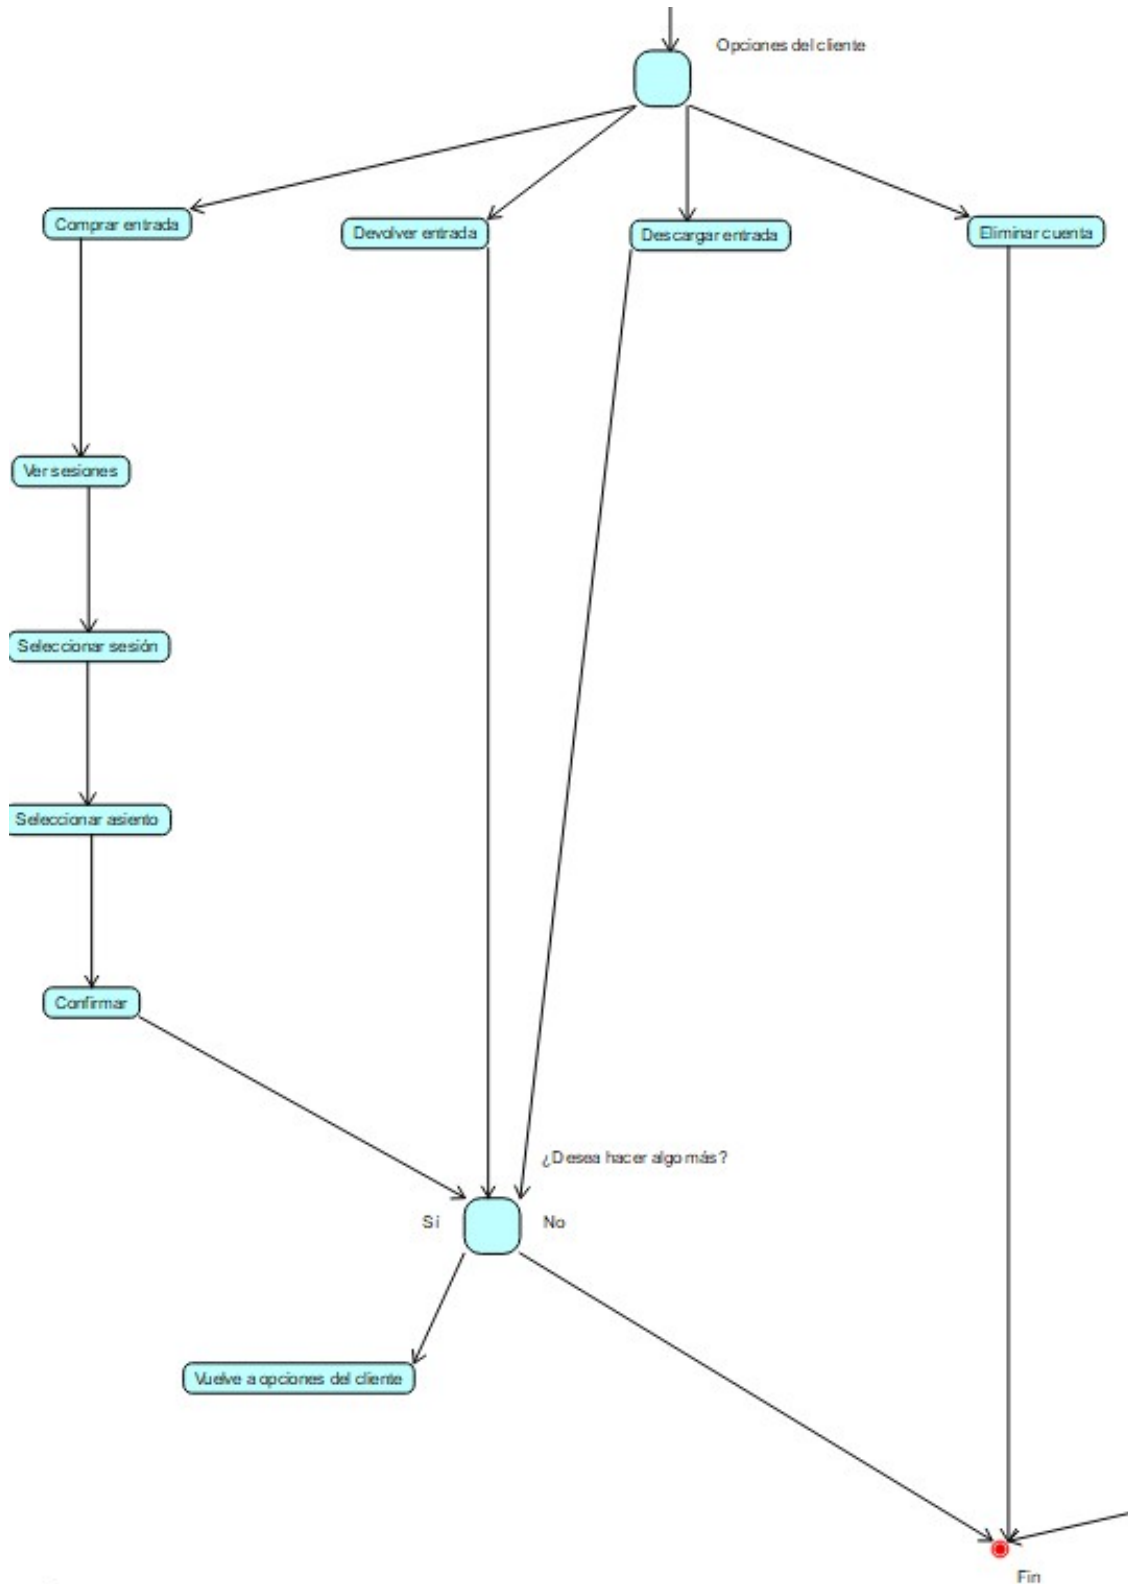 Opciones del cliente
Comprar entrada
Devolver entrada
Descargar entrada
Eliminar cuenta
Ver sesiones
Seleccionar sesión
Seleccionar asiento
Confirmar
¿Desea hacer algo más?
Si
No
Vuelve a opciones del cliente
Fin